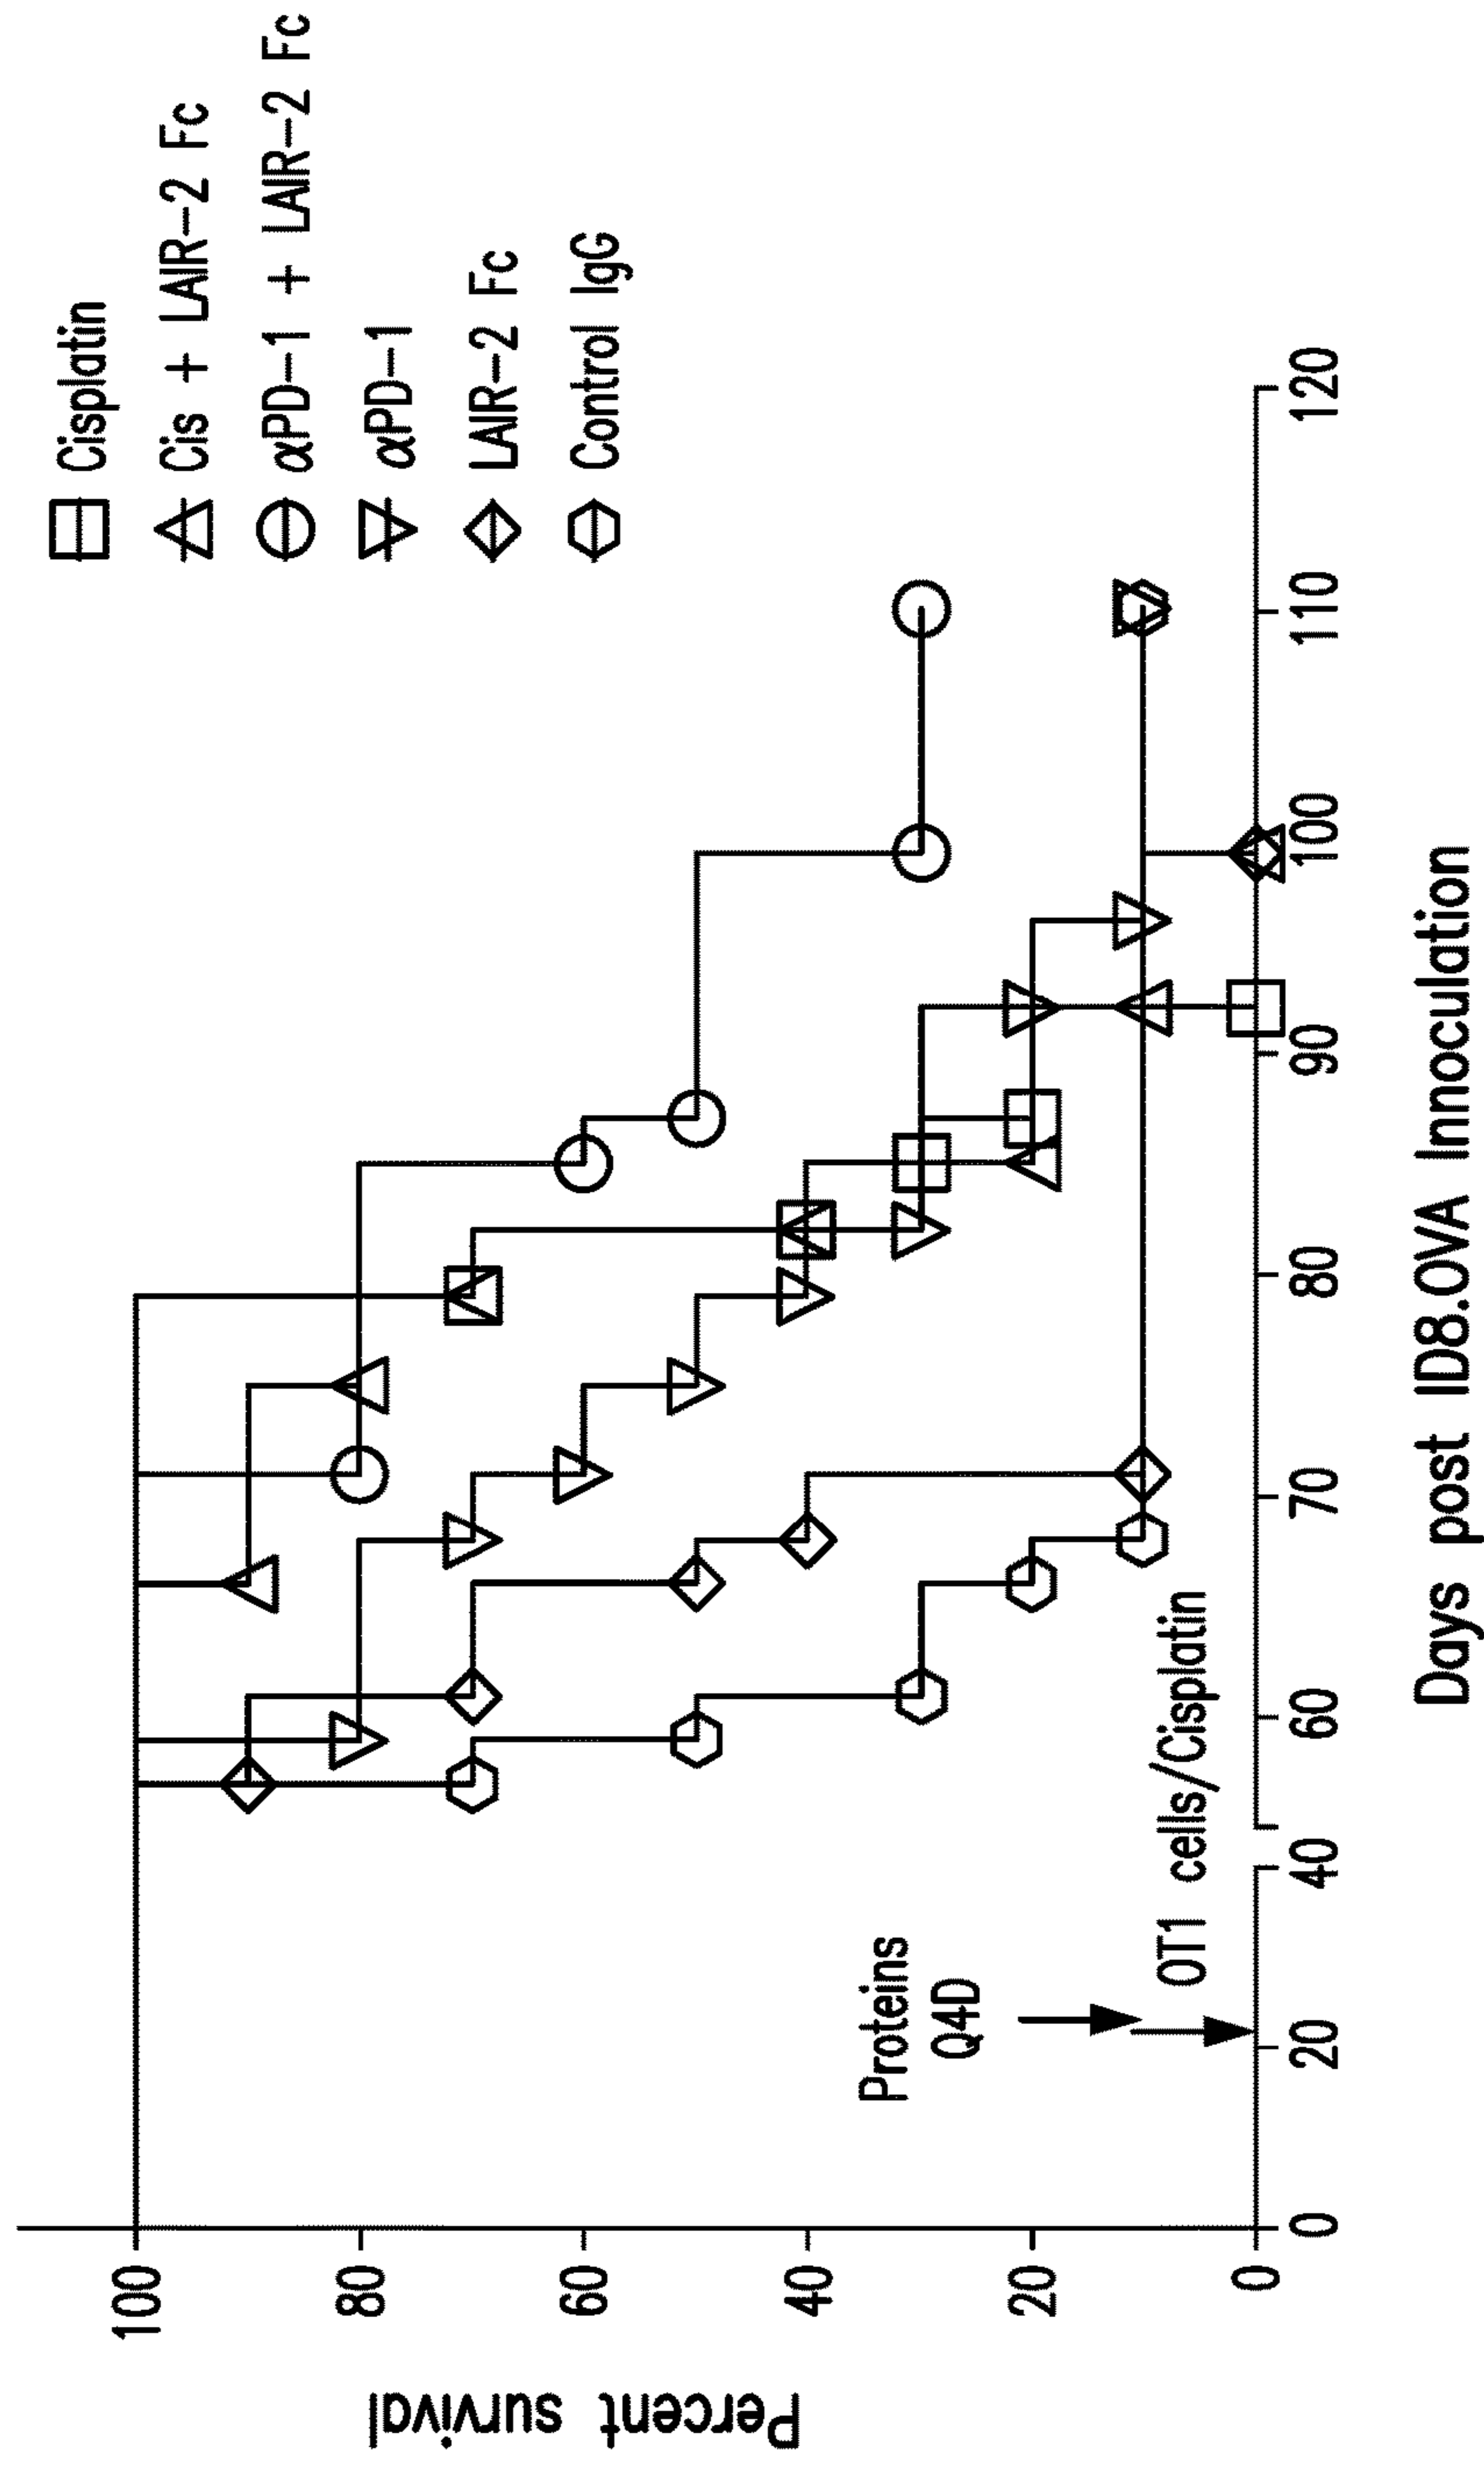 Cisplatin
Cis + LAIR-2 Fc
αPD-1 + LAIR-2 Fc
αPD-1
LAIR-2 Fc
Control IgG
Percent survival
100
80
60
40
20
0
Proteins
Q4D
OT1 cells/Cisplatin
0
20
40
60
70
80
90
100
110
120
Days post ID8.OVA Innoculation